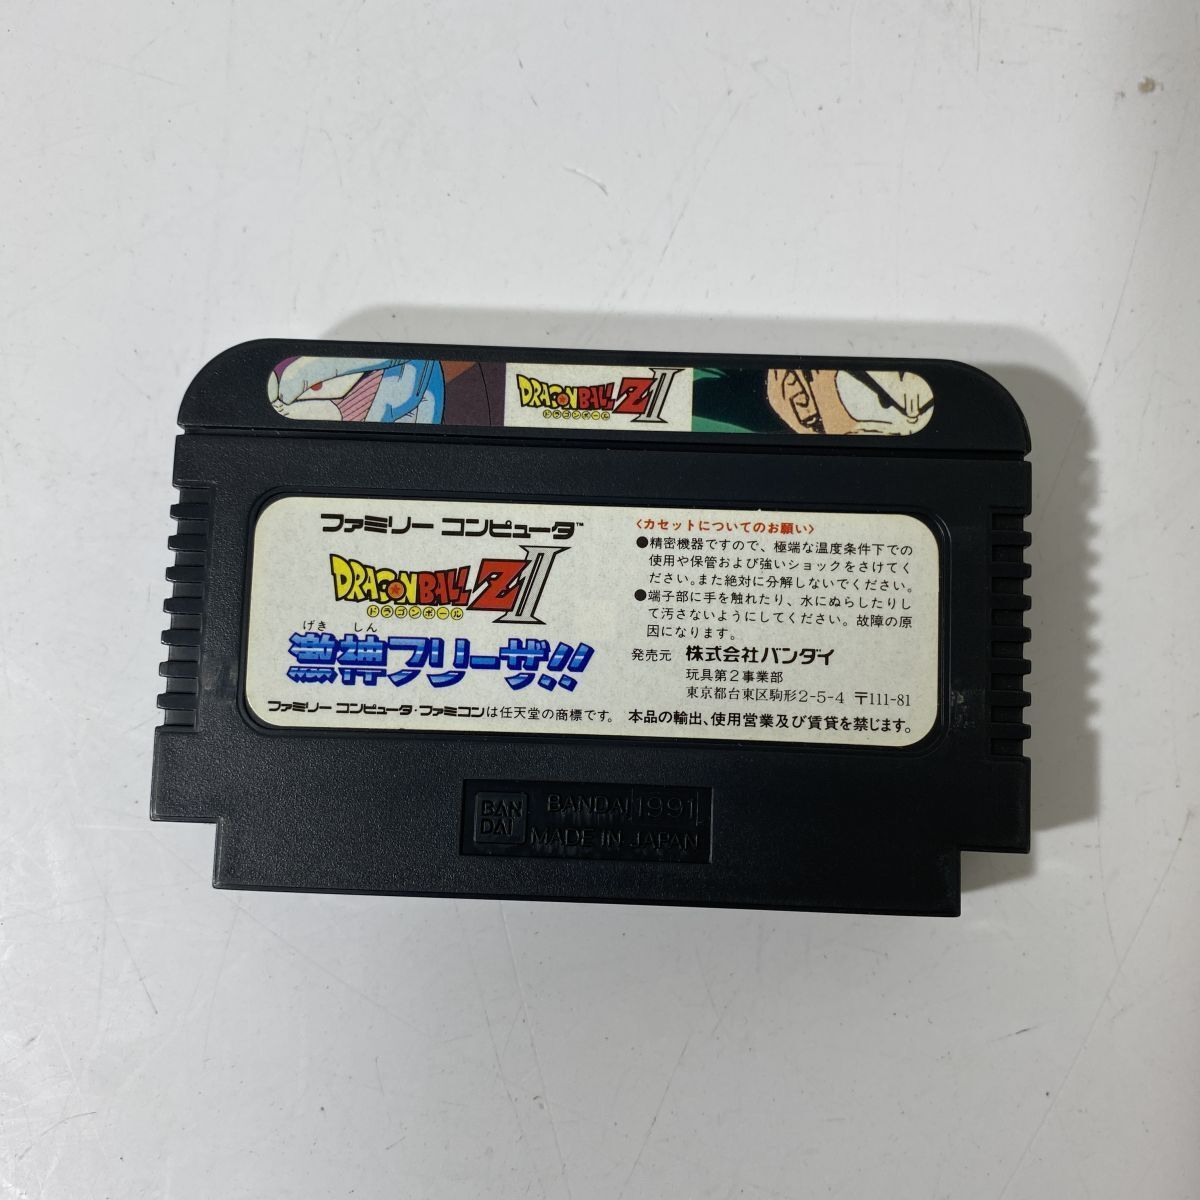 DRAGON BALL Z II
ドラゴンボール
ファミリー コンピュータ™
DRAGON BALL Z II
ドラゴンボール
げき しん
激神フリーザ!!
ファミリー コンピュータ・ファミコンは任天堂の商標です。
〈カセットについてのお願い〉
●精密機器ですので、極端な温度条件下での
使用や保管および強いショックをさけてく
ださい。また絶対に分解しないでください。
●端子部に手を触れたり、水にぬらしたりし
て汚さないようにしてください。故障の原
因になります。
発売元 株式会社バンダイ
玩具第2事業部
東京都台東区駒形2-5-4 〒111-81
本品の輸出、使用営業及び賃貸を禁じます。
BAN
DAI
BANDAI 1991
MADE IN JAPAN